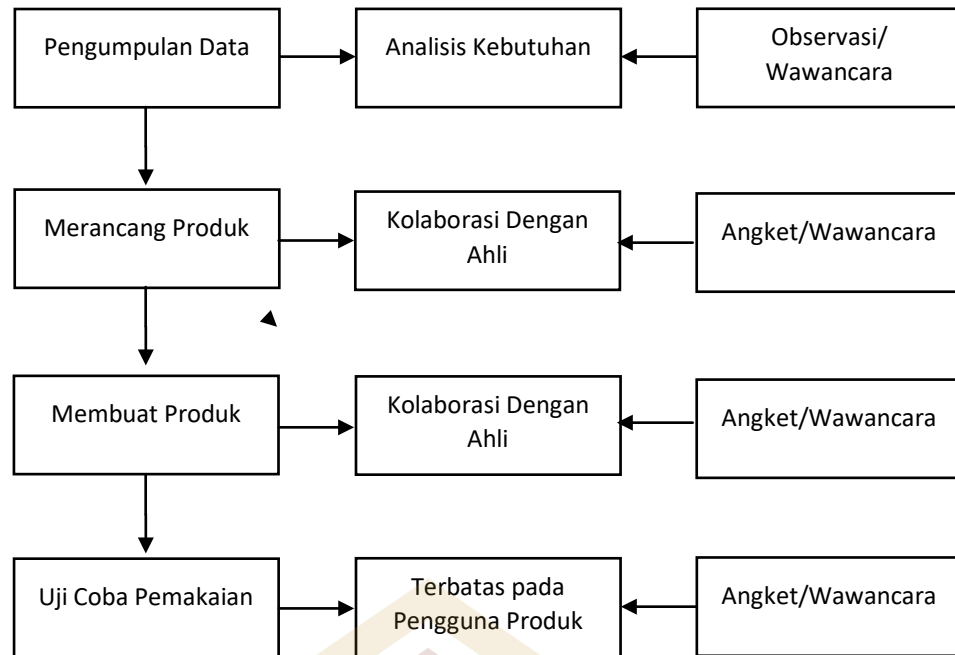 Pengumpulan Data
Analisis Kebutuhan
Observasi/
Wawancara
Merancang Produk
Kolaborasi Dengan
Ahli
Angket/Wawancara
Membuat Produk
Kolaborasi Dengan
Ahli
Angket/Wawancara
Uji Coba Pemakaian
Terbatas pada
Pengguna Produk
Angket/Wawancara